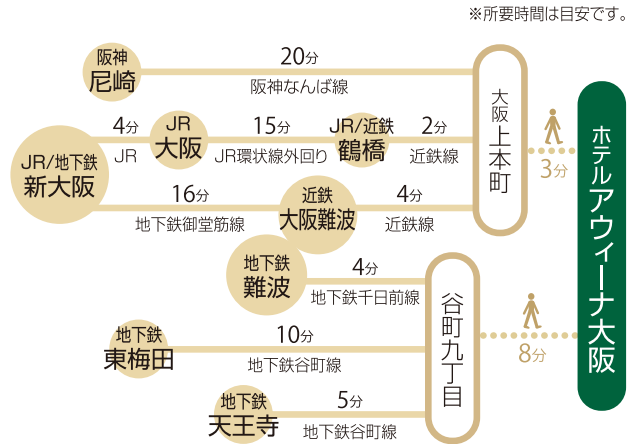 ※所要時間は目安です。
阪神
尼崎
20分
阪神なんば線
JR/地下鉄
新大阪
4分
JR
JR
大阪
15分
JR環状線外回り
JR/近鉄
鶴橋
2分
近鉄線
16分
地下鉄御堂筋線
近鉄
大阪難波
4分
近鉄線
大阪上本町
3分
地下鉄
難波
4分
地下鉄千日前線
地下鉄
東梅田
10分
地下鉄谷町線
地下鉄
天王寺
5分
地下鉄谷町線
谷町九丁目
8分
ホテルアウィーナ大阪